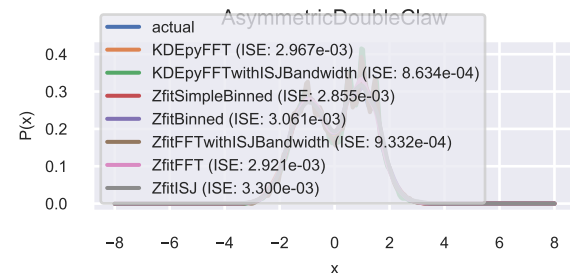 AsymmetricDoubleClaw
actual
KDEpyFFT (ISE: 2.967e-03)
KDEpyFFTwithISJBandwidth (ISE: 8.634e-04)
ZfitSimpleBinned (ISE: 2.855e-03)
ZfitBinned (ISE: 3.061e-03)
ZfitFFTwithISJBandwidth (ISE: 9.332e-04)
ZfitFFT (ISE: 2.921e-03)
ZfitISJ (ISE: 3.300e-03)
P(x)
0.4
0.3
0.2
0.1
0.0
−8 −6 −4 −2 0 2 4 6 8
x